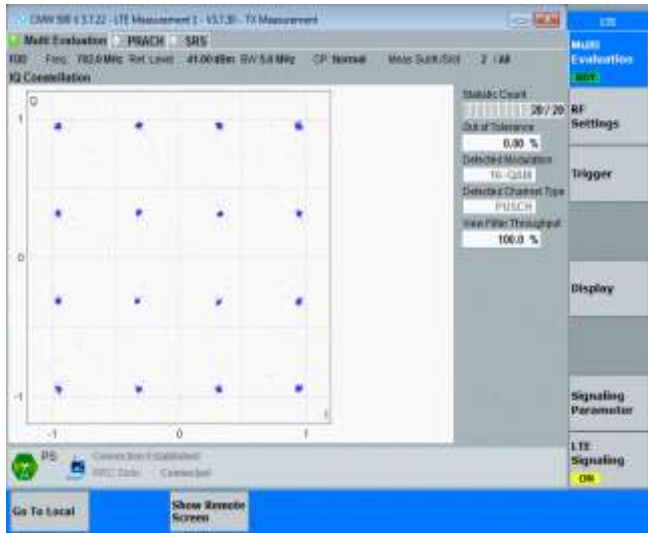 CMW 500 V 3.7.22 - LTE Measurement 1 - V3.7.30 - TX Measurement
LTE
Multi Evaluation PRACH SRS
FDD Freq.: 782.0 MHz Ref. Level: 41.00 dBm BW: 5.0 MHz CP: Normal Meas Subfr./Slot 2 / All
IQ Constellation
Q
1
0
-1
-1 0 1
I
Statistic Count
20 / 20
Out of Tolerance
0.00 %
Detected Modulation
16-QAM
Detected Channel Type
PUSCH
View Filter Throughput
100.0 %
Multi
Evaluation
RDY
RF
Settings
Trigger
Display
Signaling
Parameter
LTE
Signaling
ON
PS
Connection Established
RRC State Connected
Go To Local
Show Remote
Screen